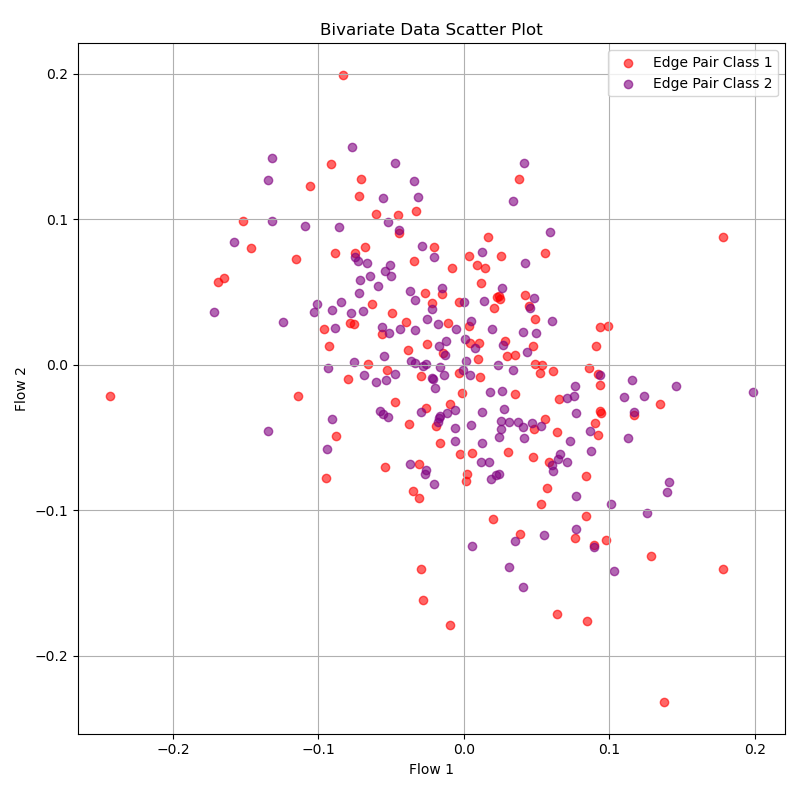 Bivariate Data Scatter Plot
Edge Pair Class 1
Edge Pair Class 2
0.2
0.1
0.0
−0.1
−0.2
Flow 2
−0.2
−0.1
0.0
0.1
0.2
Flow 1